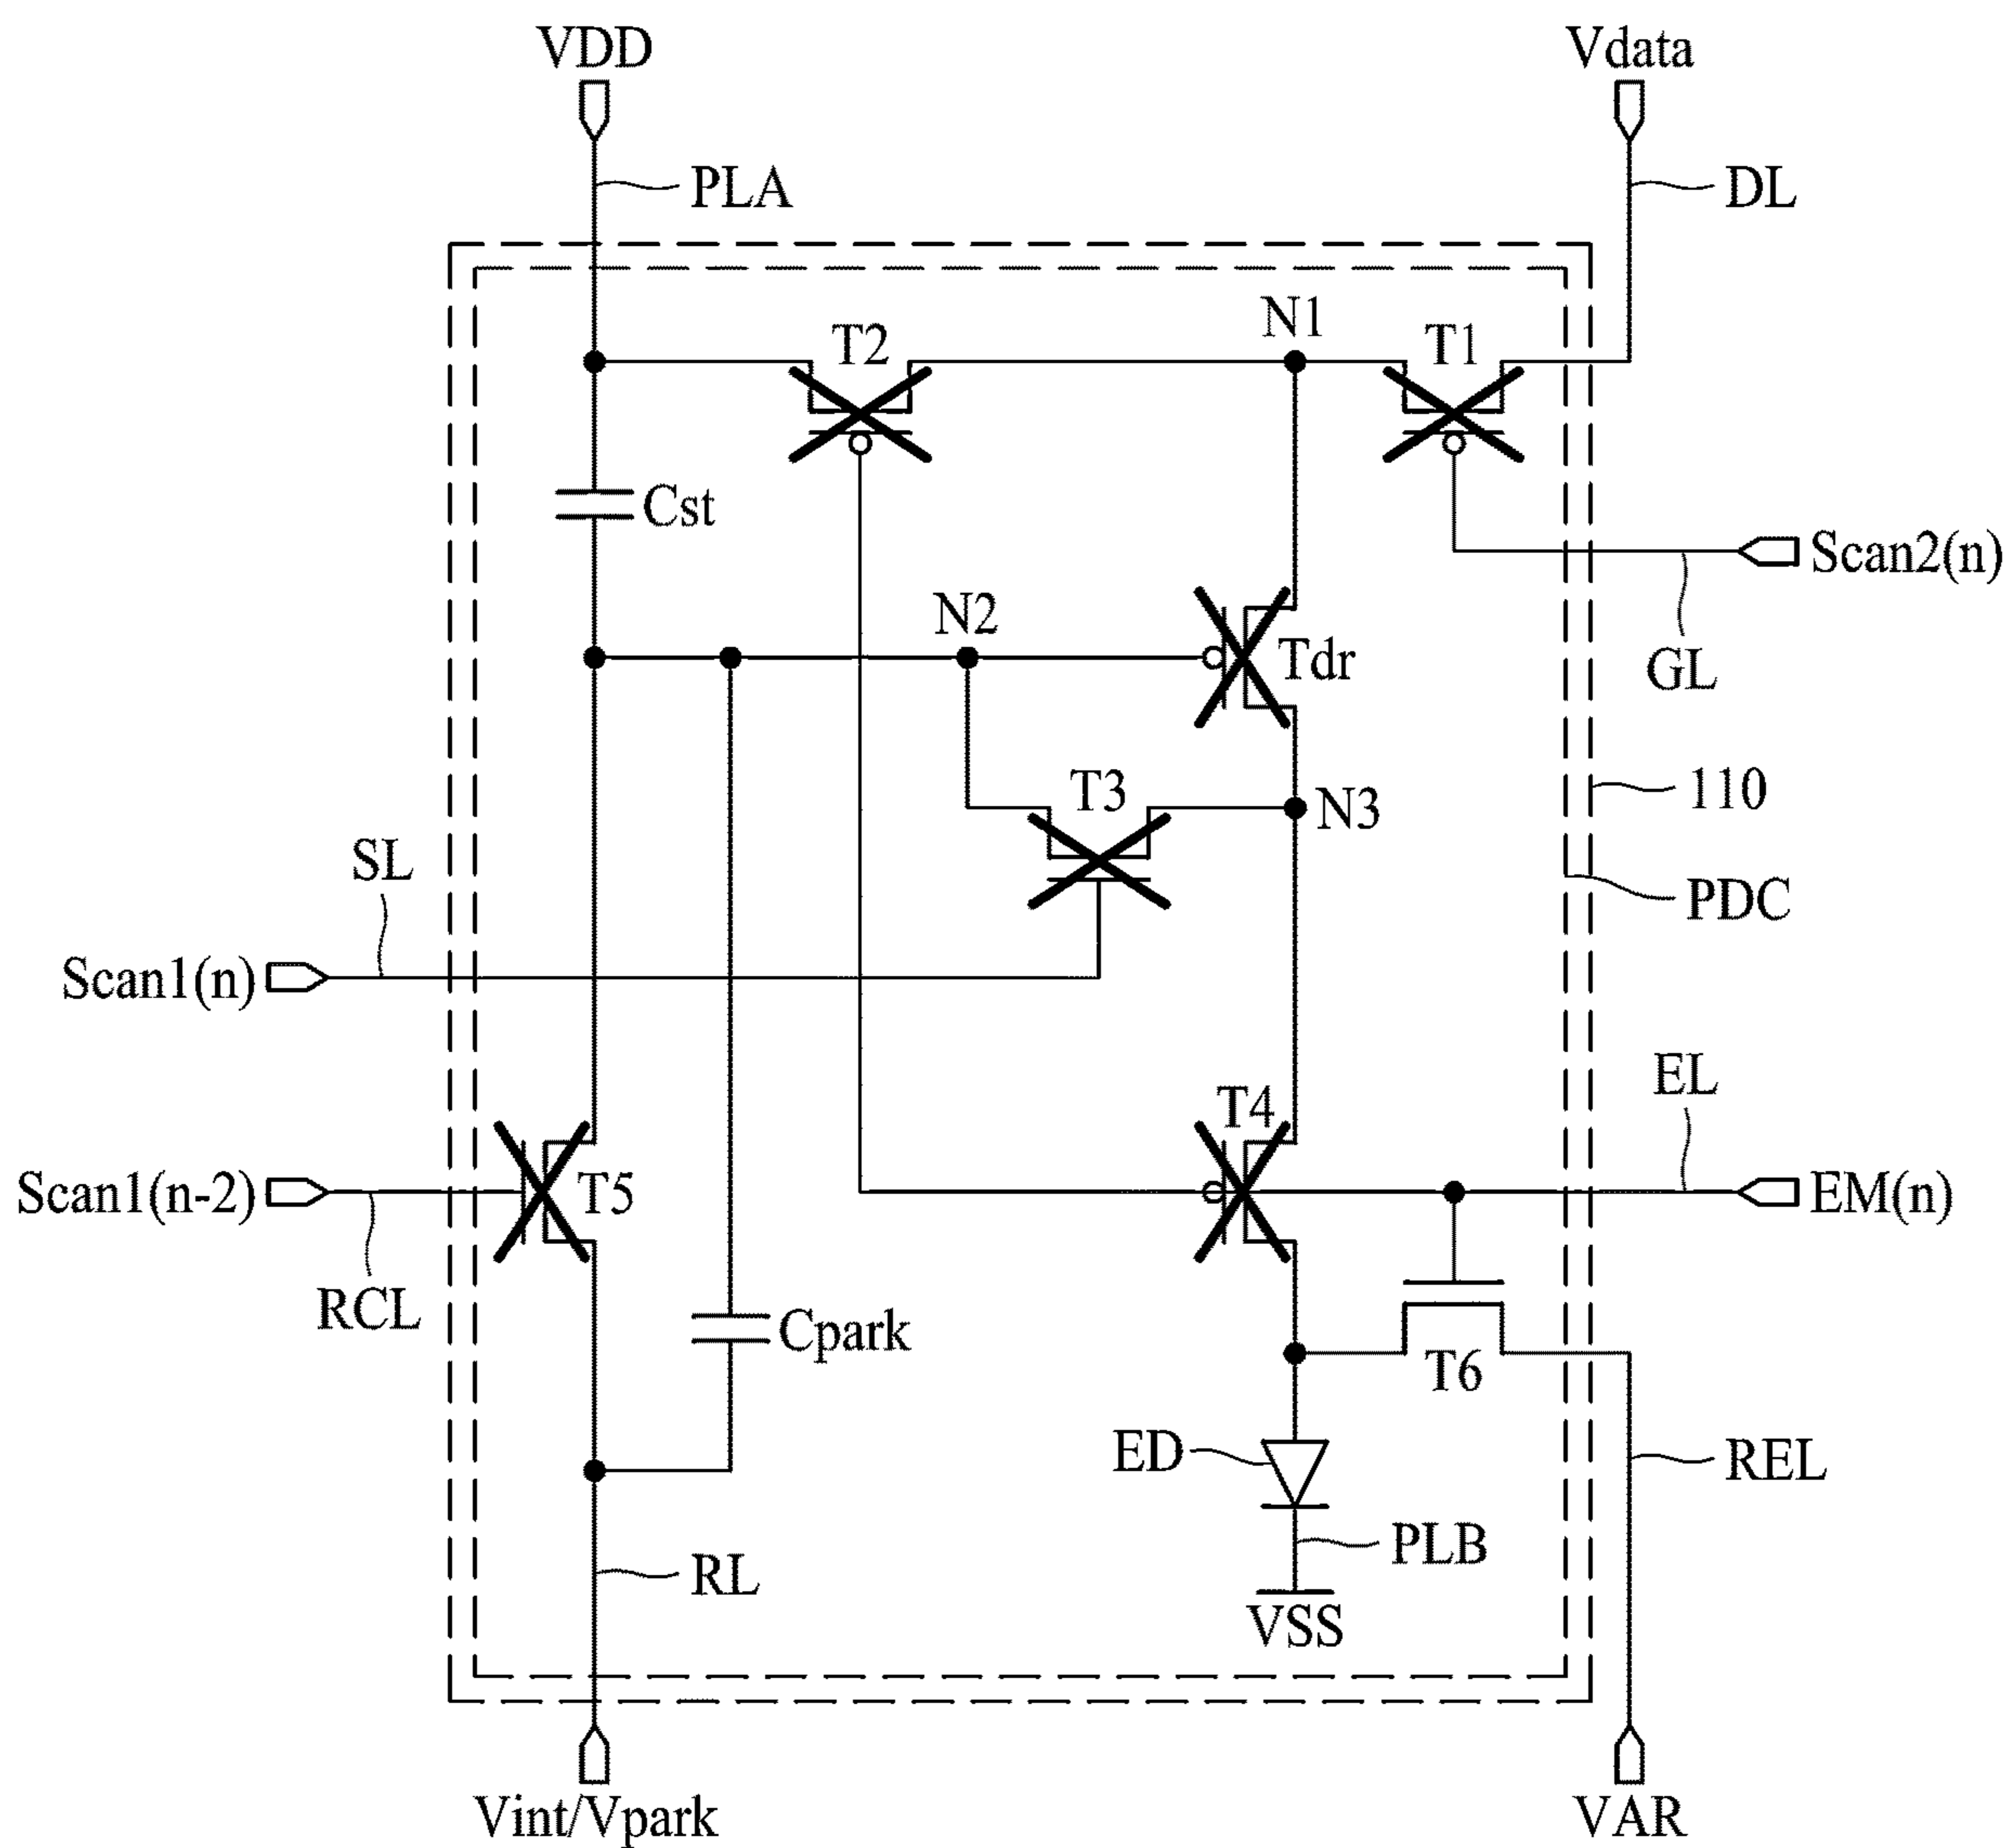 VDD
Vdata
PLA
DL
N1
T2
T1
Cst
Scan2(n)
N2
Tdr
GL
T3
110
N3
SL
PDC
Scan1(n)
EL
T4
Scan1(n-2)
T5
EM(n)
RCL
Cpark
T6
ED
REL
PLB
RL
VSS
Vint/Vpark
VAR